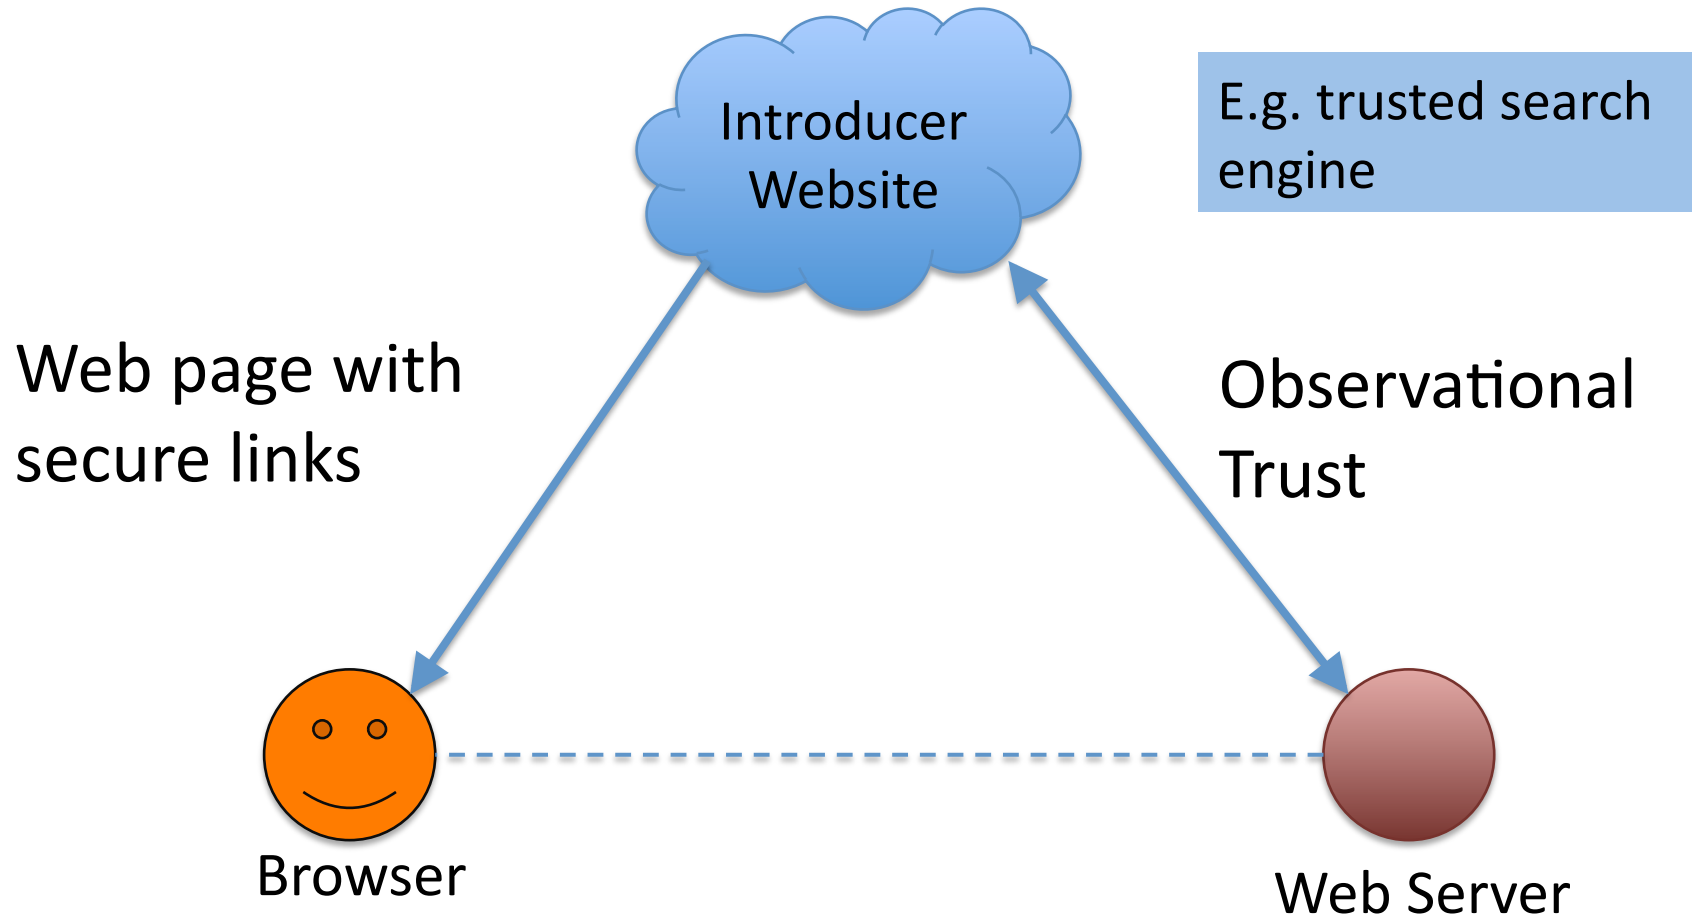 Introducer
Website
E.g. trusted search
engine
Web page with
secure links
Observational
Trust
Browser
Web Server